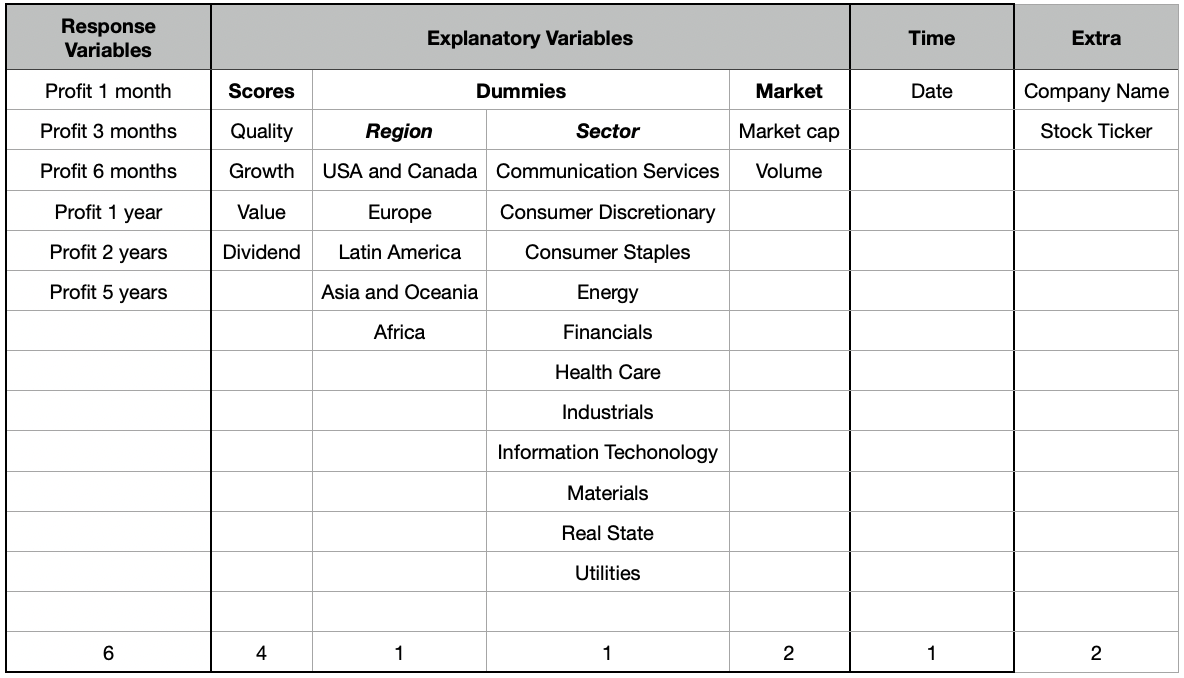 Response Variables Explanatory Variables Time Extra
Profit 1 month Scores Dummies Market Date Company Name
Profit 3 months Quality Region Sector Market cap Stock Ticker
Profit 6 months Growth USA and Canada Communication Services Volume
Profit 1 year Value Europe Consumer Discretionary
Profit 2 years Dividend Latin America Consumer Staples
Profit 5 years Asia and Oceania Energy
Africa Financials
Health Care
Industrials
Information Techonology
Materials
Real State
Utilities
6 4 1 1 2 1 2